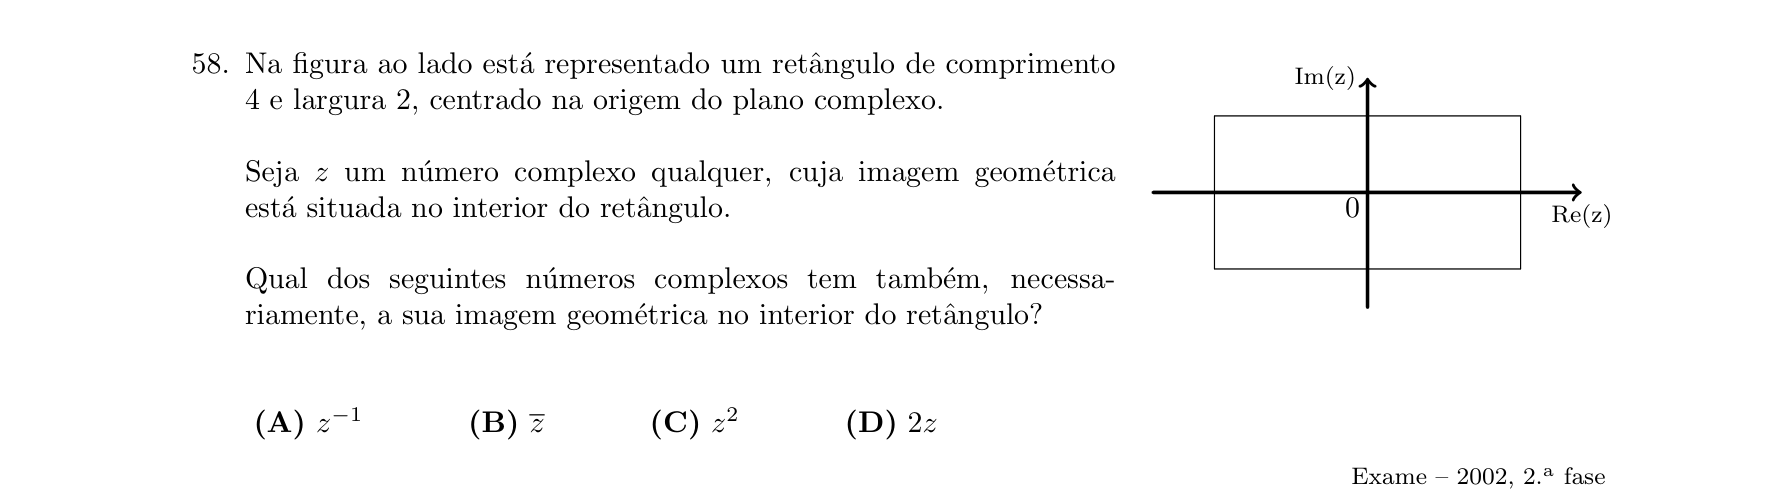 58. Na figura ao lado está representado um retângulo de comprimento
4 e largura 2, centrado na origem do plano complexo.
Seja z um número complexo qualquer, cuja imagem geométrica
está situada no interior do retângulo.
Qual dos seguintes números complexos tem também, necessa-
riamente, a sua imagem geométrica no interior do retângulo?
Im(z)
0
Re(z)
(A) z⁻¹ (B) z̅ (C) z² (D) 2z
Exame – 2002, 2.ª fase